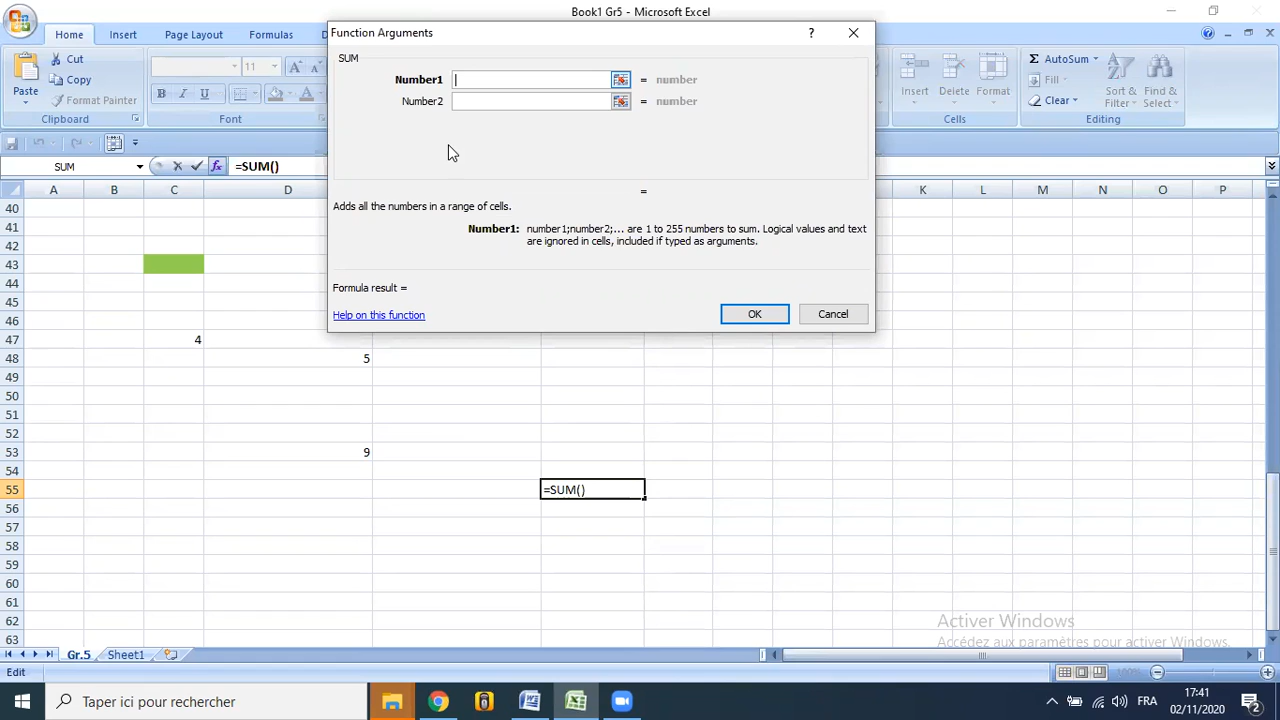 Book1 Gr5 - Microsoft Excel
Home Insert Page Layout Formulas
Function Arguments ?
Cut
Copy
Format Painter
Paste
Clipboard
11 A A
B I U
Font
Insert Delete Format
Cells
Σ AutoSum
Fill
Clear
Sort & Filter
Find & Select
Editing
SUM
Number1 = number
Number2 = number
=
Adds all the numbers in a range of cells.
Number1: number1;number2;... are 1 to 255 numbers to sum. Logical values and text
are ignored in cells, included if typed as arguments.
Formula result =
Help on this function
OK Cancel
SUM fx =SUM()
A B C D K L M N O P
40
41
42
43
44
45
46
47 4
48 5
49
50
51
52
53 9
54
55 =SUM()
56
57
58
59
60
61
62
63
Activer Windows
Accédez aux paramètres pour activer Windows.
Gr.5 Sheet1
Edit 100%
Taper ici pour rechercher
FRA
17:41
02/11/2020
2